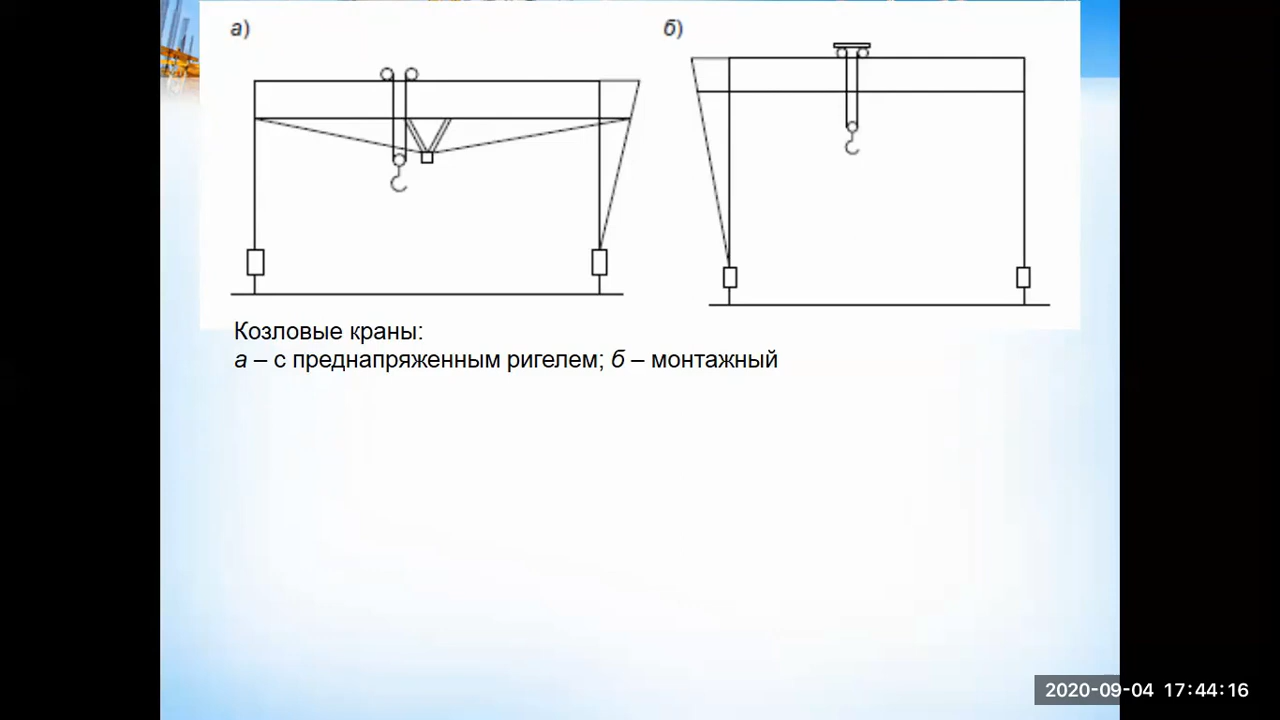 а)
б)
Козловые краны:
а – с преднапряженным ригелем; б – монтажный
2020-09-04 17:44:16